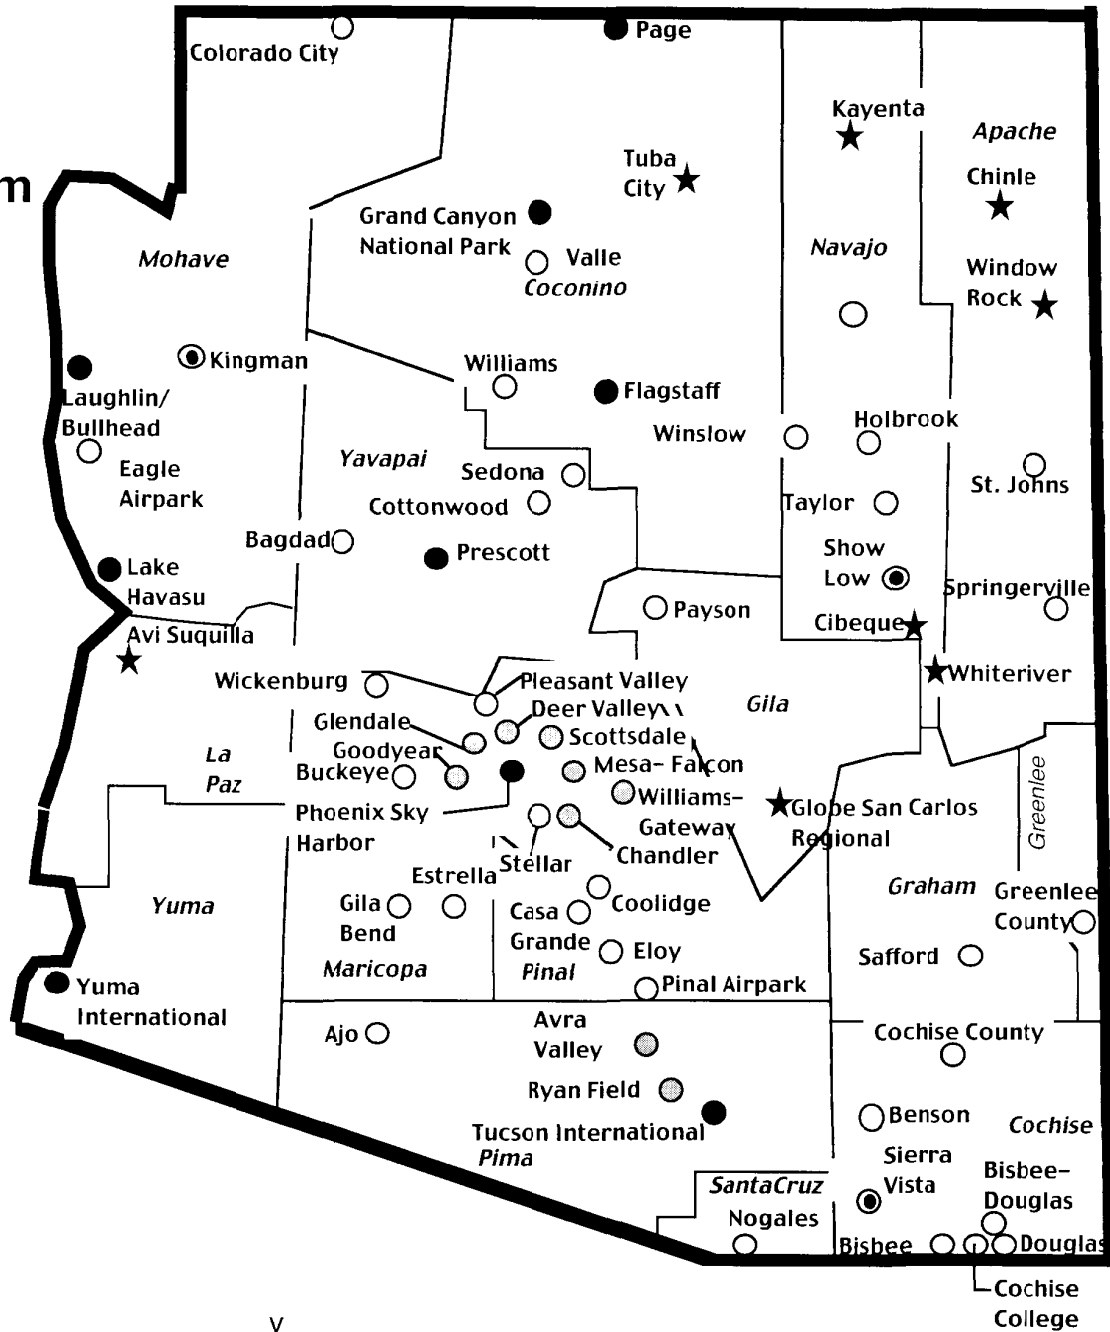 Page
Colorado City
Kayenta
Apache
m
Tuba
City
Chinle
Grand Canyon
National Park
Mohave
Valle
Navajo
Coconino
Window
Rock
Kingman
Williams
Laughlin/
Bullhead
Flagstaff
Holbrook
Winslow
Eagle
Airpark
Yavapai
Sedona
St. Johns
Cottonwood
Taylor
Bagdad
Prescott
Show
Low
Lake
Havasu
Springerville
Payson
Cibeque
Avi Suquilla
Wickenburg
Pleasant Valley
Whiteriver
Gila
Deer Valley
Glendale
Scottsdale
Goodyear
La
Paz
Buckeye
Mesa- Falcon
Williams-
Gateway
Phoenix Sky
Harbor
Globe San Carlos
Regional
Greenlee
Chandler
Stellar
Estrella
Graham
Greenlee
County
Yuma
Gila
Bend
Casa
Grande
Coolidge
Eloy
Safford
Maricopa
Pinal
Pinal Airpark
Yuma
International
Ajo
Avra
Valley
Cochise County
Ryan Field
Benson
Cochise
Tucson International
Pima
Sierra
Vista
Bisbee-
Douglas
SantaCruz
Nogales
Bisbee
Douglas
Cochise
College
V